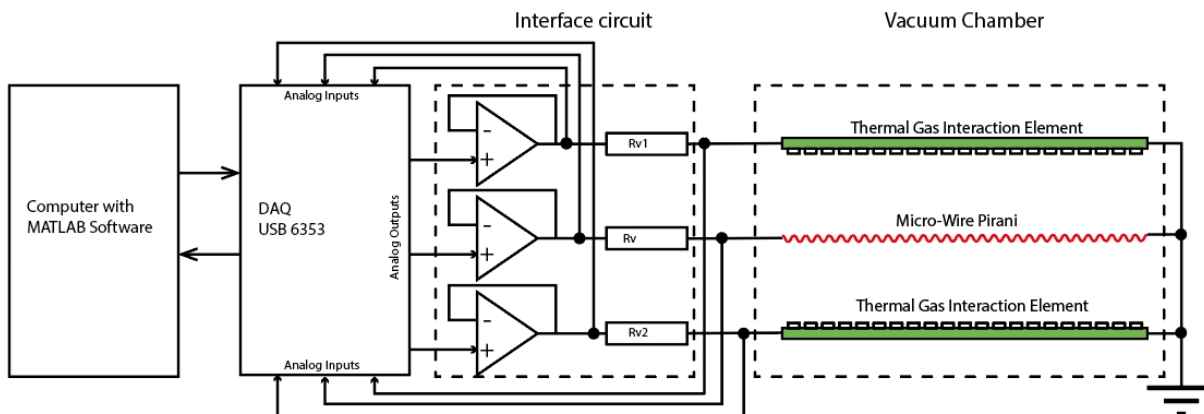 Interface circuit
Vacuum Chamber
Analog Inputs
Thermal Gas Interaction Element
-
+
Rv1
Computer with
MATLAB Software
DAQ
USB 6353
Analog Outputs
-
+
Rv
Micro-Wire Pirani
Thermal Gas Interaction Element
-
+
Rv2
Analog Inputs